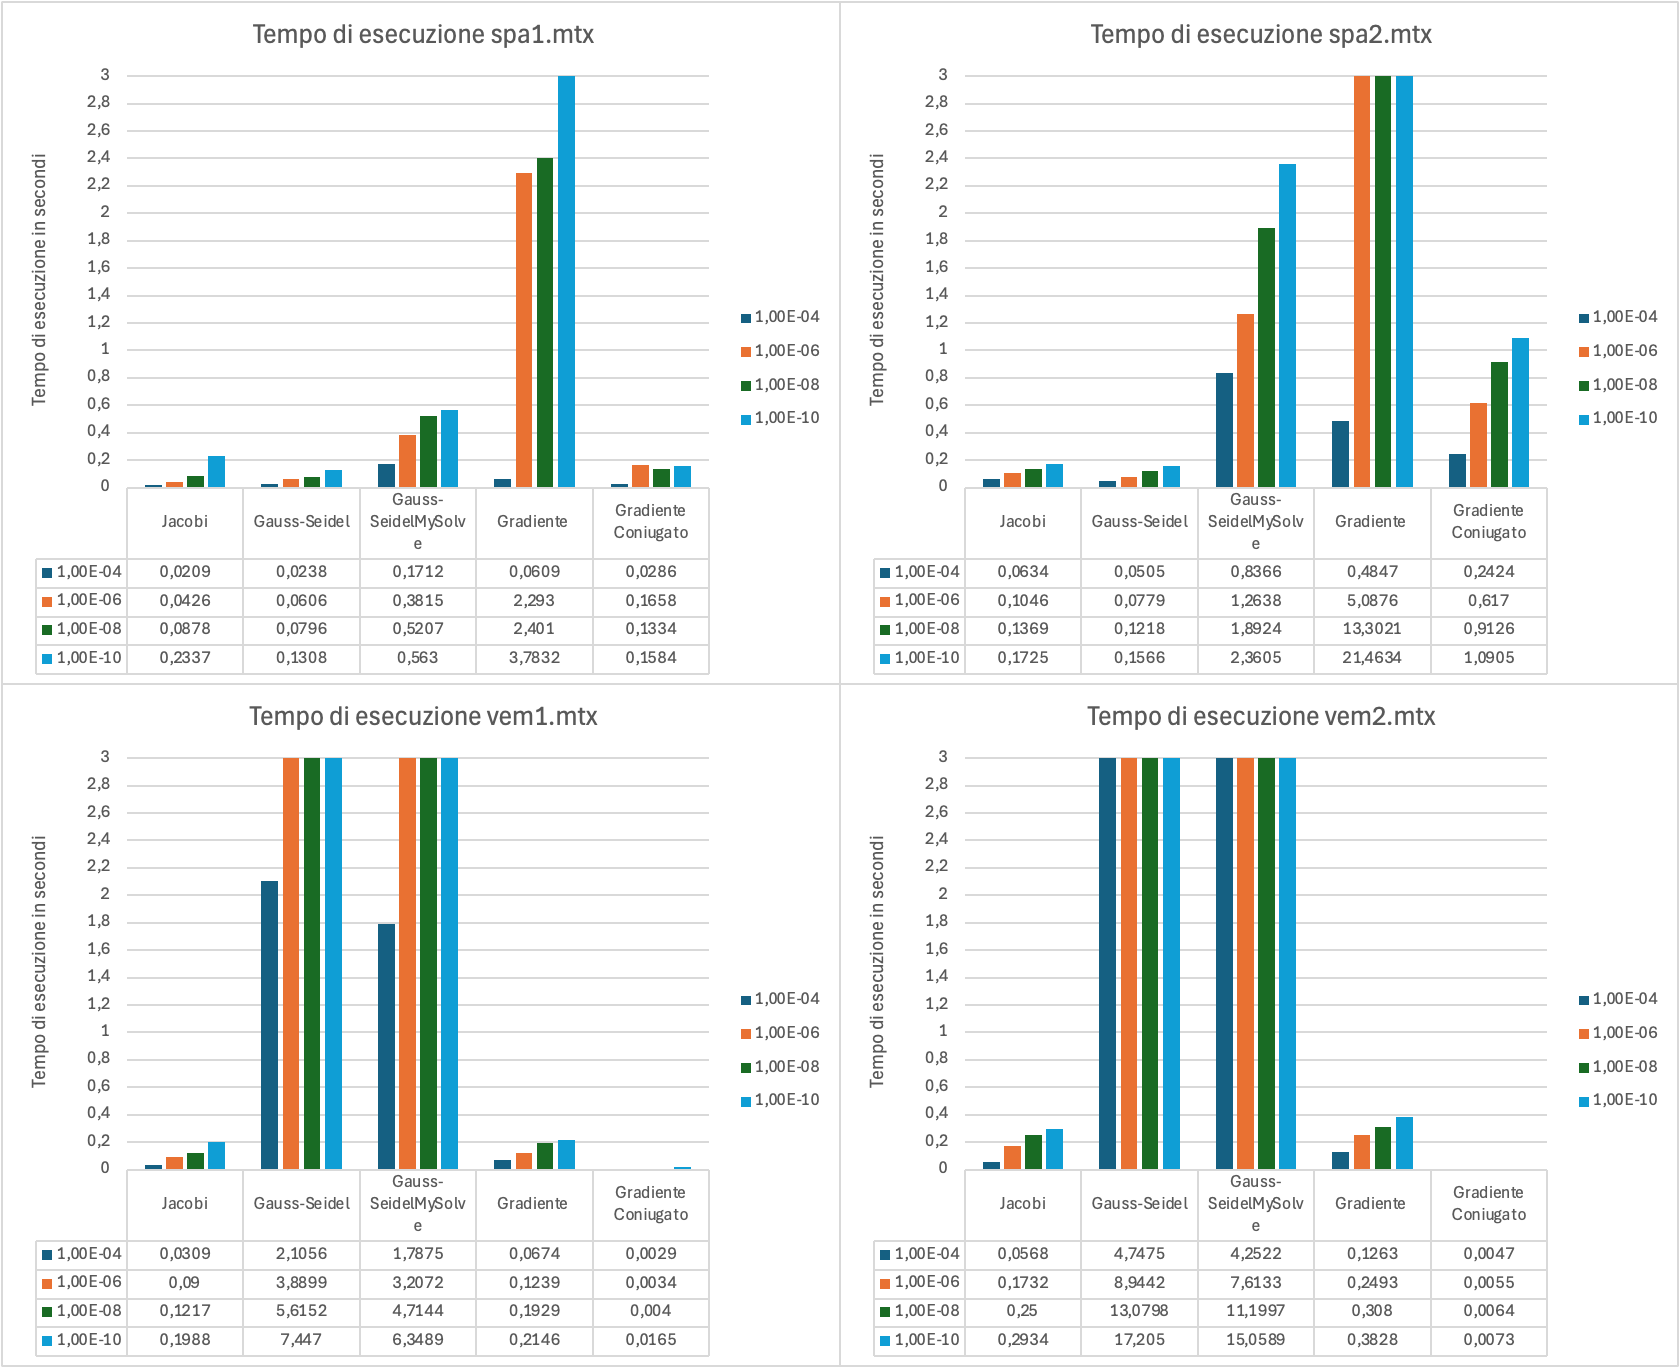 Tempo di esecuzione spa1.mtx
Tempo di esecuzione in secondi
3
2,8
2,6
2,4
2,2
2
1,8
1,6
1,4
1,2
1
0,8
0,6
0,4
0,2
0
1,00E-04
1,00E-06
1,00E-08
1,00E-10
Jacobi Gauss-Seidel Gauss- Gradiente Gradiente
SeidelMySolv Coniugato
e
1,00E-04 0,0209 0,0238 0,1712 0,0609 0,0286
1,00E-06 0,0426 0,0606 0,3815 2,293 0,1658
1,00E-08 0,0878 0,0796 0,5207 2,401 0,1334
1,00E-10 0,2337 0,1308 0,563 3,7832 0,1584
Tempo di esecuzione spa2.mtx
Tempo di esecuzione in secondi
3
2,8
2,6
2,4
2,2
2
1,8
1,6
1,4
1,2
1
0,8
0,6
0,4
0,2
0
1,00E-04
1,00E-06
1,00E-08
1,00E-10
Jacobi Gauss-Seidel Gauss- Gradiente Gradiente
SeidelMySolv Coniugato
e
1,00E-04 0,0634 0,0505 0,8366 0,4847 0,2424
1,00E-06 0,1046 0,0779 1,2638 5,0876 0,617
1,00E-08 0,1369 0,1218 1,8924 13,3021 0,9126
1,00E-10 0,1725 0,1566 2,3605 21,4634 1,0905
Tempo di esecuzione vem1.mtx
Tempo di esecuzione in secondi
3
2,8
2,6
2,4
2,2
2
1,8
1,6
1,4
1,2
1
0,8
0,6
0,4
0,2
0
1,00E-04
1,00E-06
1,00E-08
1,00E-10
Jacobi Gauss-Seidel Gauss- Gradiente Gradiente
SeidelMySolv Coniugato
e
1,00E-04 0,0309 2,1056 1,7875 0,0674 0,0029
1,00E-06 0,09 3,8899 3,2072 0,1239 0,0034
1,00E-08 0,1217 5,6152 4,7144 0,1929 0,004
1,00E-10 0,1988 7,447 6,3489 0,2146 0,0165
Tempo di esecuzione vem2.mtx
Tempo di esecuzione in secondi
3
2,8
2,6
2,4
2,2
2
1,8
1,6
1,4
1,2
1
0,8
0,6
0,4
0,2
0
1,00E-04
1,00E-06
1,00E-08
1,00E-10
Jacobi Gauss-Seidel Gauss- Gradiente Gradiente
SeidelMySolv Coniugato
e
1,00E-04 0,0568 4,7475 4,2522 0,1263 0,0047
1,00E-06 0,1732 8,9442 7,6133 0,2493 0,0055
1,00E-08 0,25 13,0798 11,1997 0,308 0,0064
1,00E-10 0,2934 17,205 15,0589 0,3828 0,0073